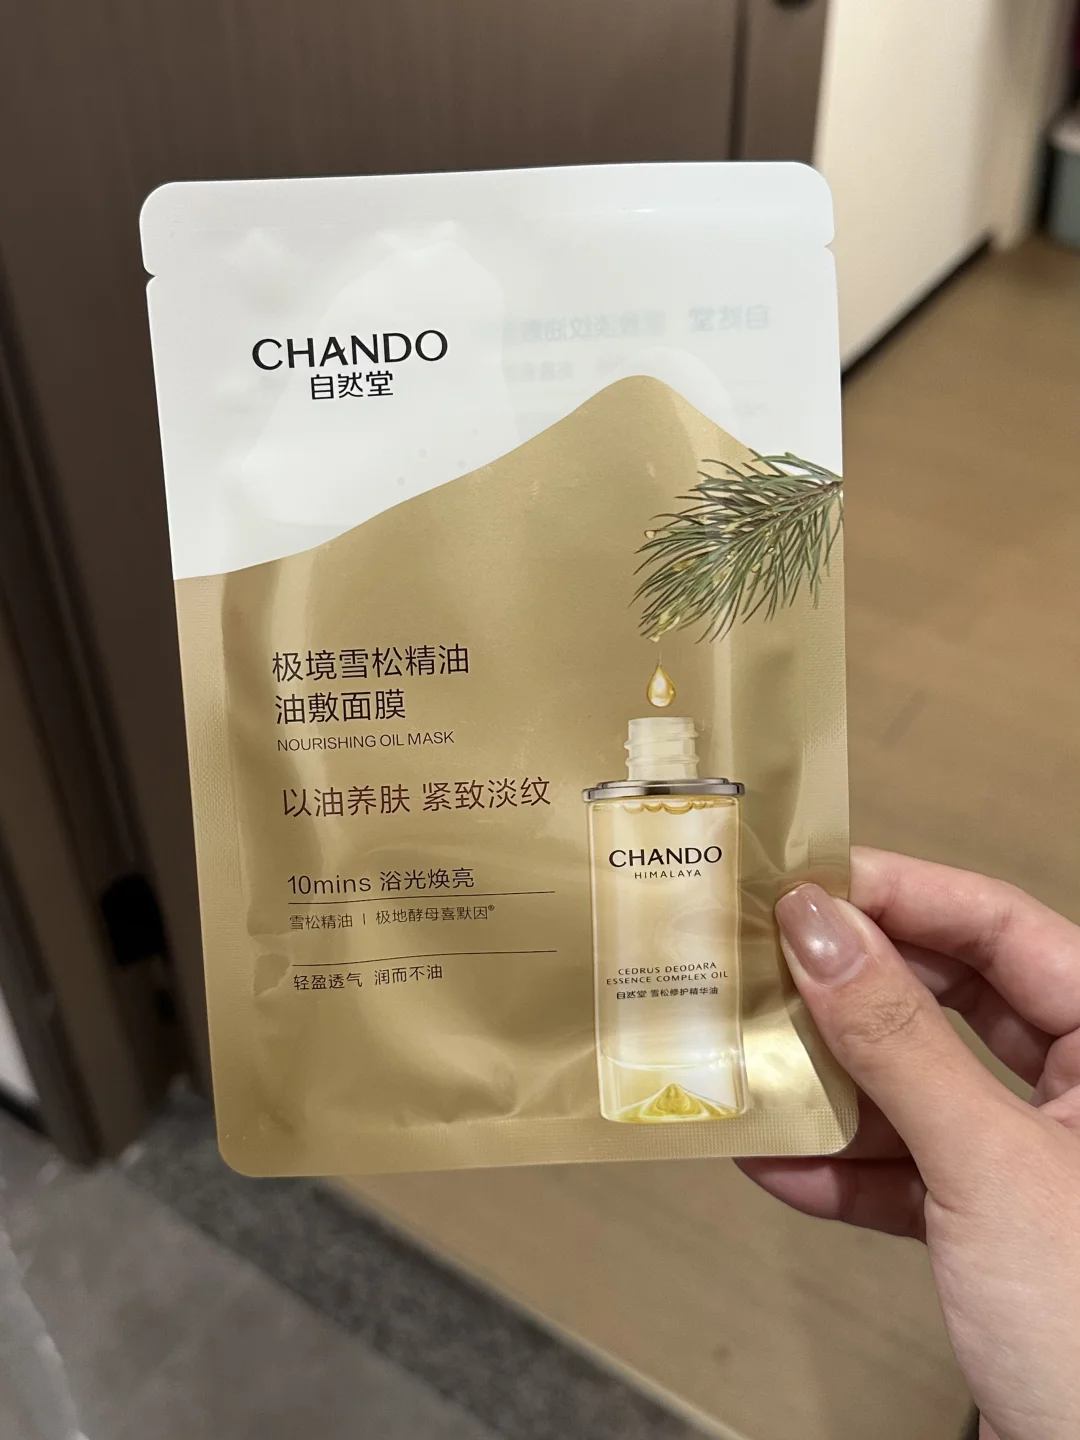 CHANDO
自然堂
极境雪松精油
油敷面膜
NOURISHING OIL MASK
以油养肤 紧致淡纹
10mins 浴光焕亮
雪松精油 | 极地酵母喜默因®
轻盈透气 润而不油
CHANDO
HIMALAYA
CEDRUS DEODARA
ESSENCE COMPLEX OIL
自然堂 雪松修护精华油